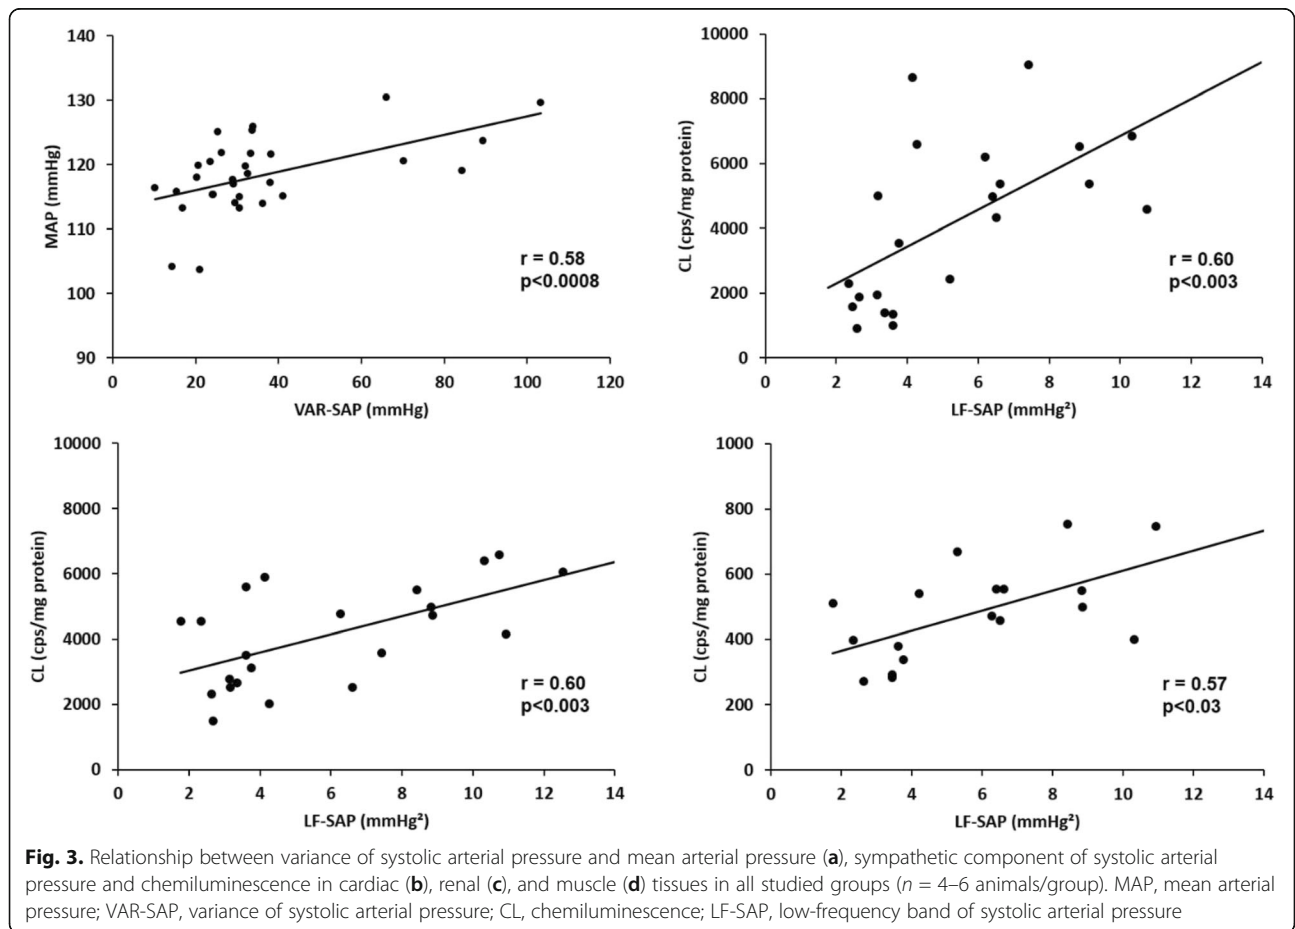 130
120
110
100
90
MAP (mmHg)
0 20 40 60 80 100 120
VAR-SAP (mmHg)
r = 0.58
p<0.0008
140
10000
8000
6000
4000
2000
0
CL (cps/mg protein)
0 2 4 6 8 10 12 14
LF-SAP (mmHg²)
r = 0.60
p<0.003
10000
8000
6000
4000
2000
0
CL (cps/mg protein)
0 2 4 6 8 10 12 14
LF-SAP (mmHg²)
r = 0.60
p<0.003
1000
800
600
400
200
0
CL (cps/mg protein)
0 2 4 6 8 10 12 14
LF-SAP (mmHg²)
r = 0.57
p<0.03
Fig. 3. Relationship between variance of systolic arterial pressure and mean arterial pressure (a), sympathetic component of systolic arterial
pressure and chemiluminescence in cardiac (b), renal (c), and muscle (d) tissues in all studied groups (n = 4–6 animals/group). MAP, mean arterial
pressure; VAR-SAP, variance of systolic arterial pressure; CL, chemiluminescence; LF-SAP, low-frequency band of systolic arterial pressure